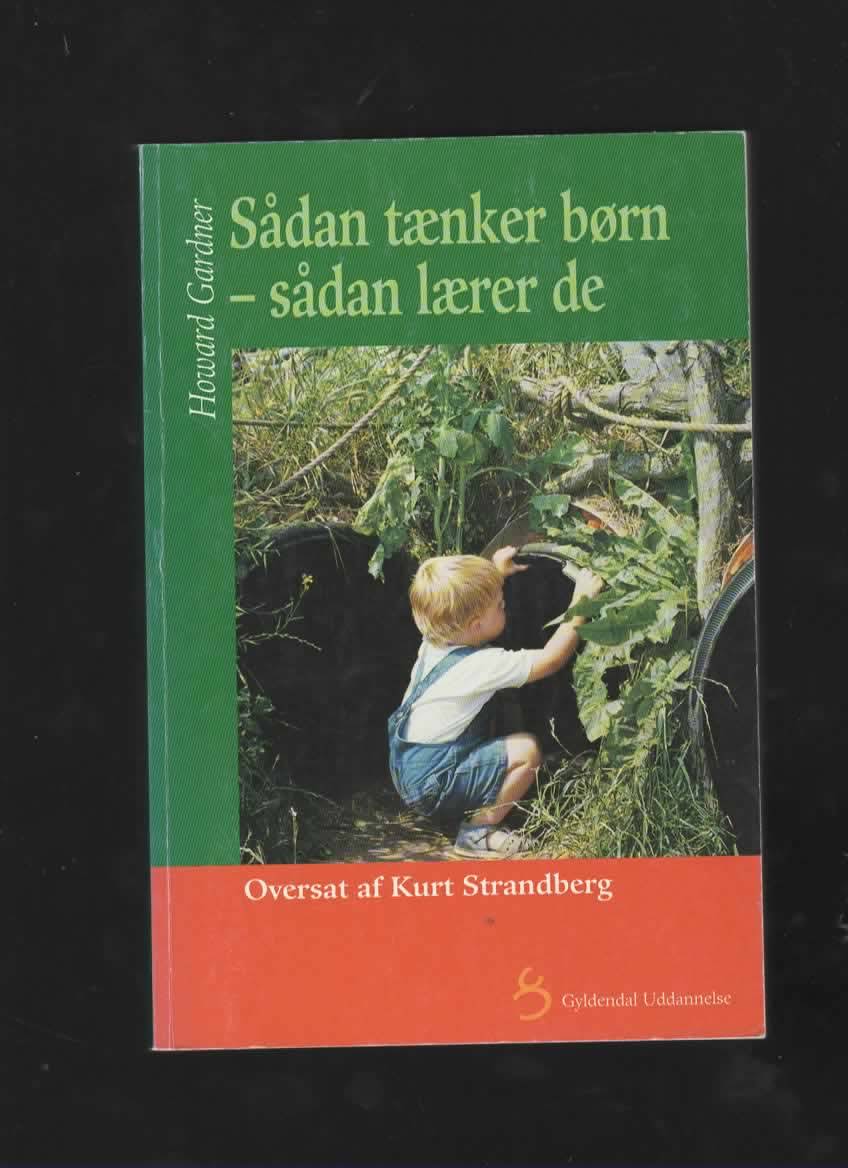 Howard Gardner
Sådan tænker børn
– sådan lærer de
Oversat af Kurt Strandberg
Gyldendal Uddannelse